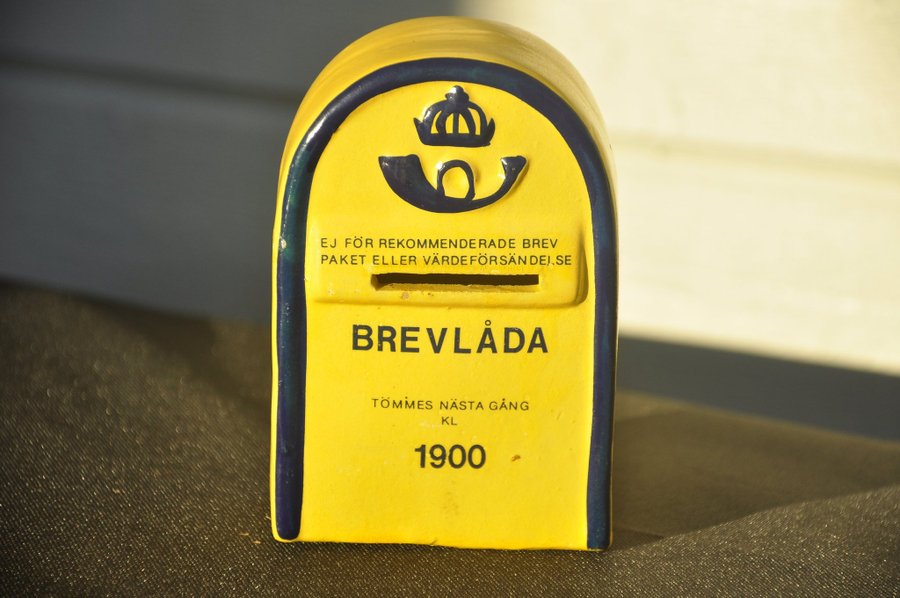 EJ FÖR REKOMMENDERADE BREV
PAKET ELLER VÄRDEFÖRSÄNDELSE
BREVLÅDA
TÖMMES NÄSTA GÅNG
KL
1900